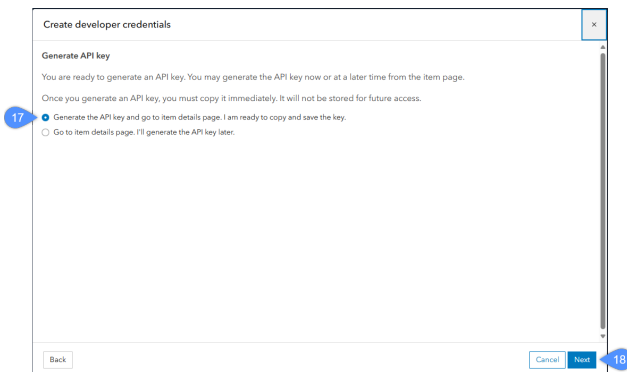 Create developer credentials
×
Generate API key
You are ready to generate an API key. You may generate the API key now or at a later time from the item page.
Once you generate an API key, you must copy it immediately. It will not be stored for future access.
17
Generate the API key and go to item details page. I am ready to copy and save the key.
Go to item details page. I'll generate the API key later.
Back
Cancel
Next
18